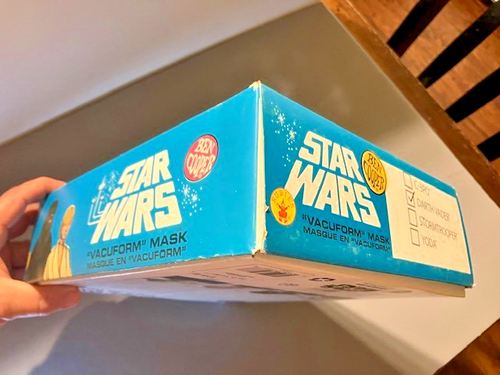 BEN
COOPER
STAR
WARS
"VACUFORM" MASK
MASQUE EN "VACUFORM"
BEN
COOPER
STAR
WARS
"VACUFORM" MASK
MASQUE EN "VACUFORM"
C-3PO
DARTH VADER
STORMTROOPER
YODA